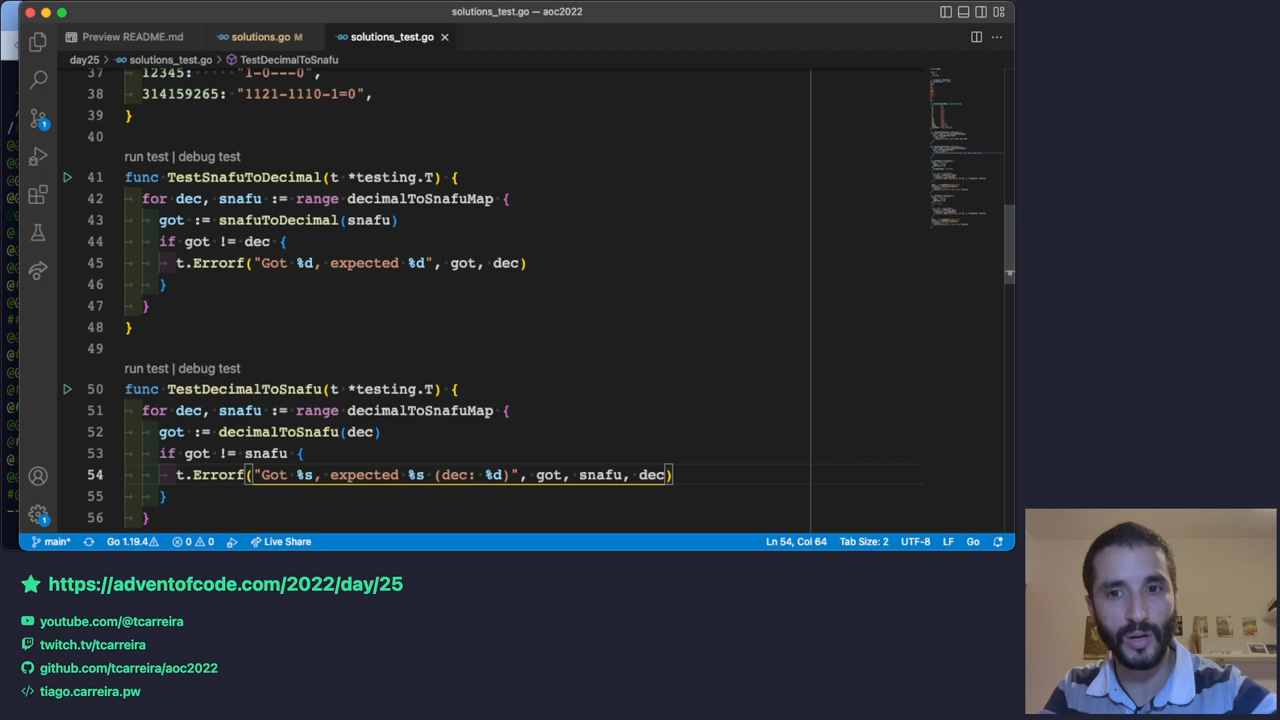 solutions_test.go — aoc2022
Preview README.md
solutions.go M
solutions_test.go
day25 > solutions_test.go > TestDecimalToSnafu
37 12345: "1-0---0",
38 314159265: "1121-1110-1=0",
39 }
40
run test | debug test
41 func TestSnafuToDecimal(t *testing.T) {
42 for dec, snafu := range decimalToSnafuMap {
43 got := snafuToDecimal(snafu)
44 if got != dec {
45 t.Errorf("Got %d, expected %d", got, dec)
46 }
47 }
48 }
49
run test | debug test
50 func TestDecimalToSnafu(t *testing.T) {
51 for dec, snafu := range decimalToSnafuMap {
52 got := decimalToSnafu(dec)
53 if got != snafu {
54 t.Errorf("Got %s, expected %s (dec: %d)", got, snafu, dec)
55 }
56 }
1
1
main* Go 1.19.4 0 0 Live Share Ln 54, Col 64 Tab Size: 2 UTF-8 LF Go
https://adventofcode.com/2022/day/25
youtube.com/@tcarreira
twitch.tv/tcarreira
github.com/tcarreira/aoc2022
tiago.carreira.pw